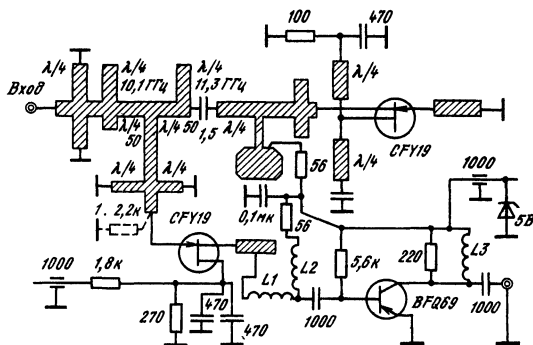 100
470
λ/4
λ/4
λ/4
λ/4
Вход
10,1 ГГц
11,3 ГГц
λ/4
50
λ/4
50
1,5
λ/4
CFY19
λ/4
λ/4
λ/4
56
1000
1. 2,2к
CFY19
0,1мк
56
5В
1000
1,8к
L1
L2
5,6к
220
L3
270
470
470
1000
BFQ69
1000